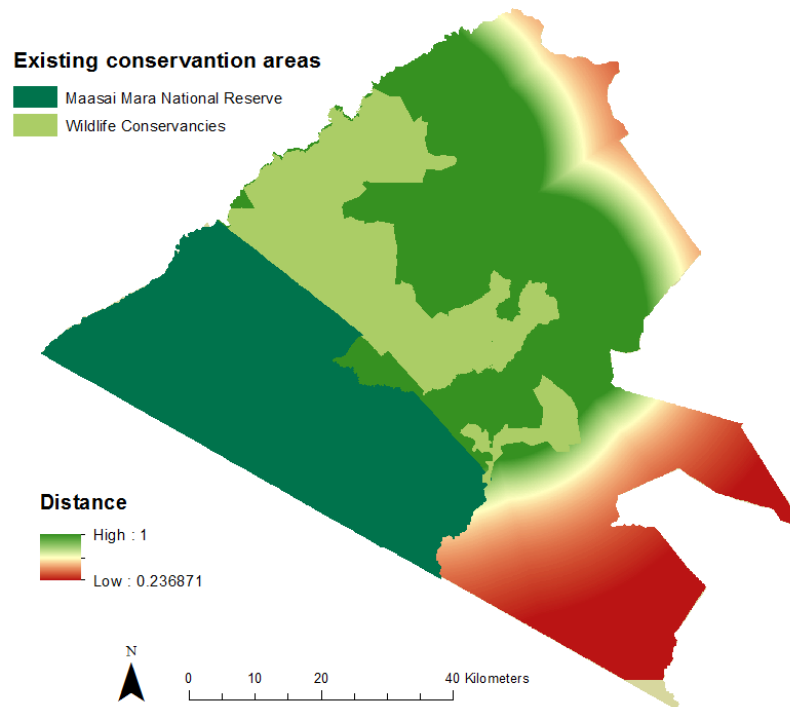 Existing conservantion areas
Maasai Mara National Reserve
Wildlife Conservancies
Distance
High : 1
Low : 0.236871
N
0 10 20 40 Kilometers